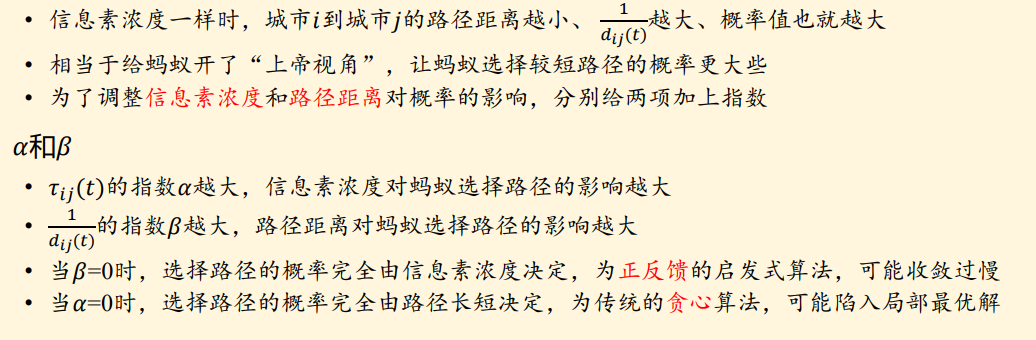 • 信息素浓度一样时，城市𝑖到城市𝑗的路径距离越小、$\frac{1}{d_{ij}(t)}$越大、概率值也就越大
• 相当于给蚂蚁开了“上帝视角”，让蚂蚁选择较短路径的概率更大些
• 为了调整信息素浓度和路径距离对概率的影响，分别给两项加上指数
𝛼和𝛽
• $\tau_{ij}(t)$的指数𝛼越大，信息素浓度对蚂蚁选择路径的影响越大
• $\frac{1}{d_{ij}(t)}$的指数𝛽越大，路径距离对蚂蚁选择路径的影响越大
• 当𝛽=0时，选择路径的概率完全由信息素浓度决定，为正反馈的启发式算法，可能收敛过慢
• 当𝛼=0时，选择路径的概率完全由路径长短决定，为传统的贪心算法，可能陷入局部最优解